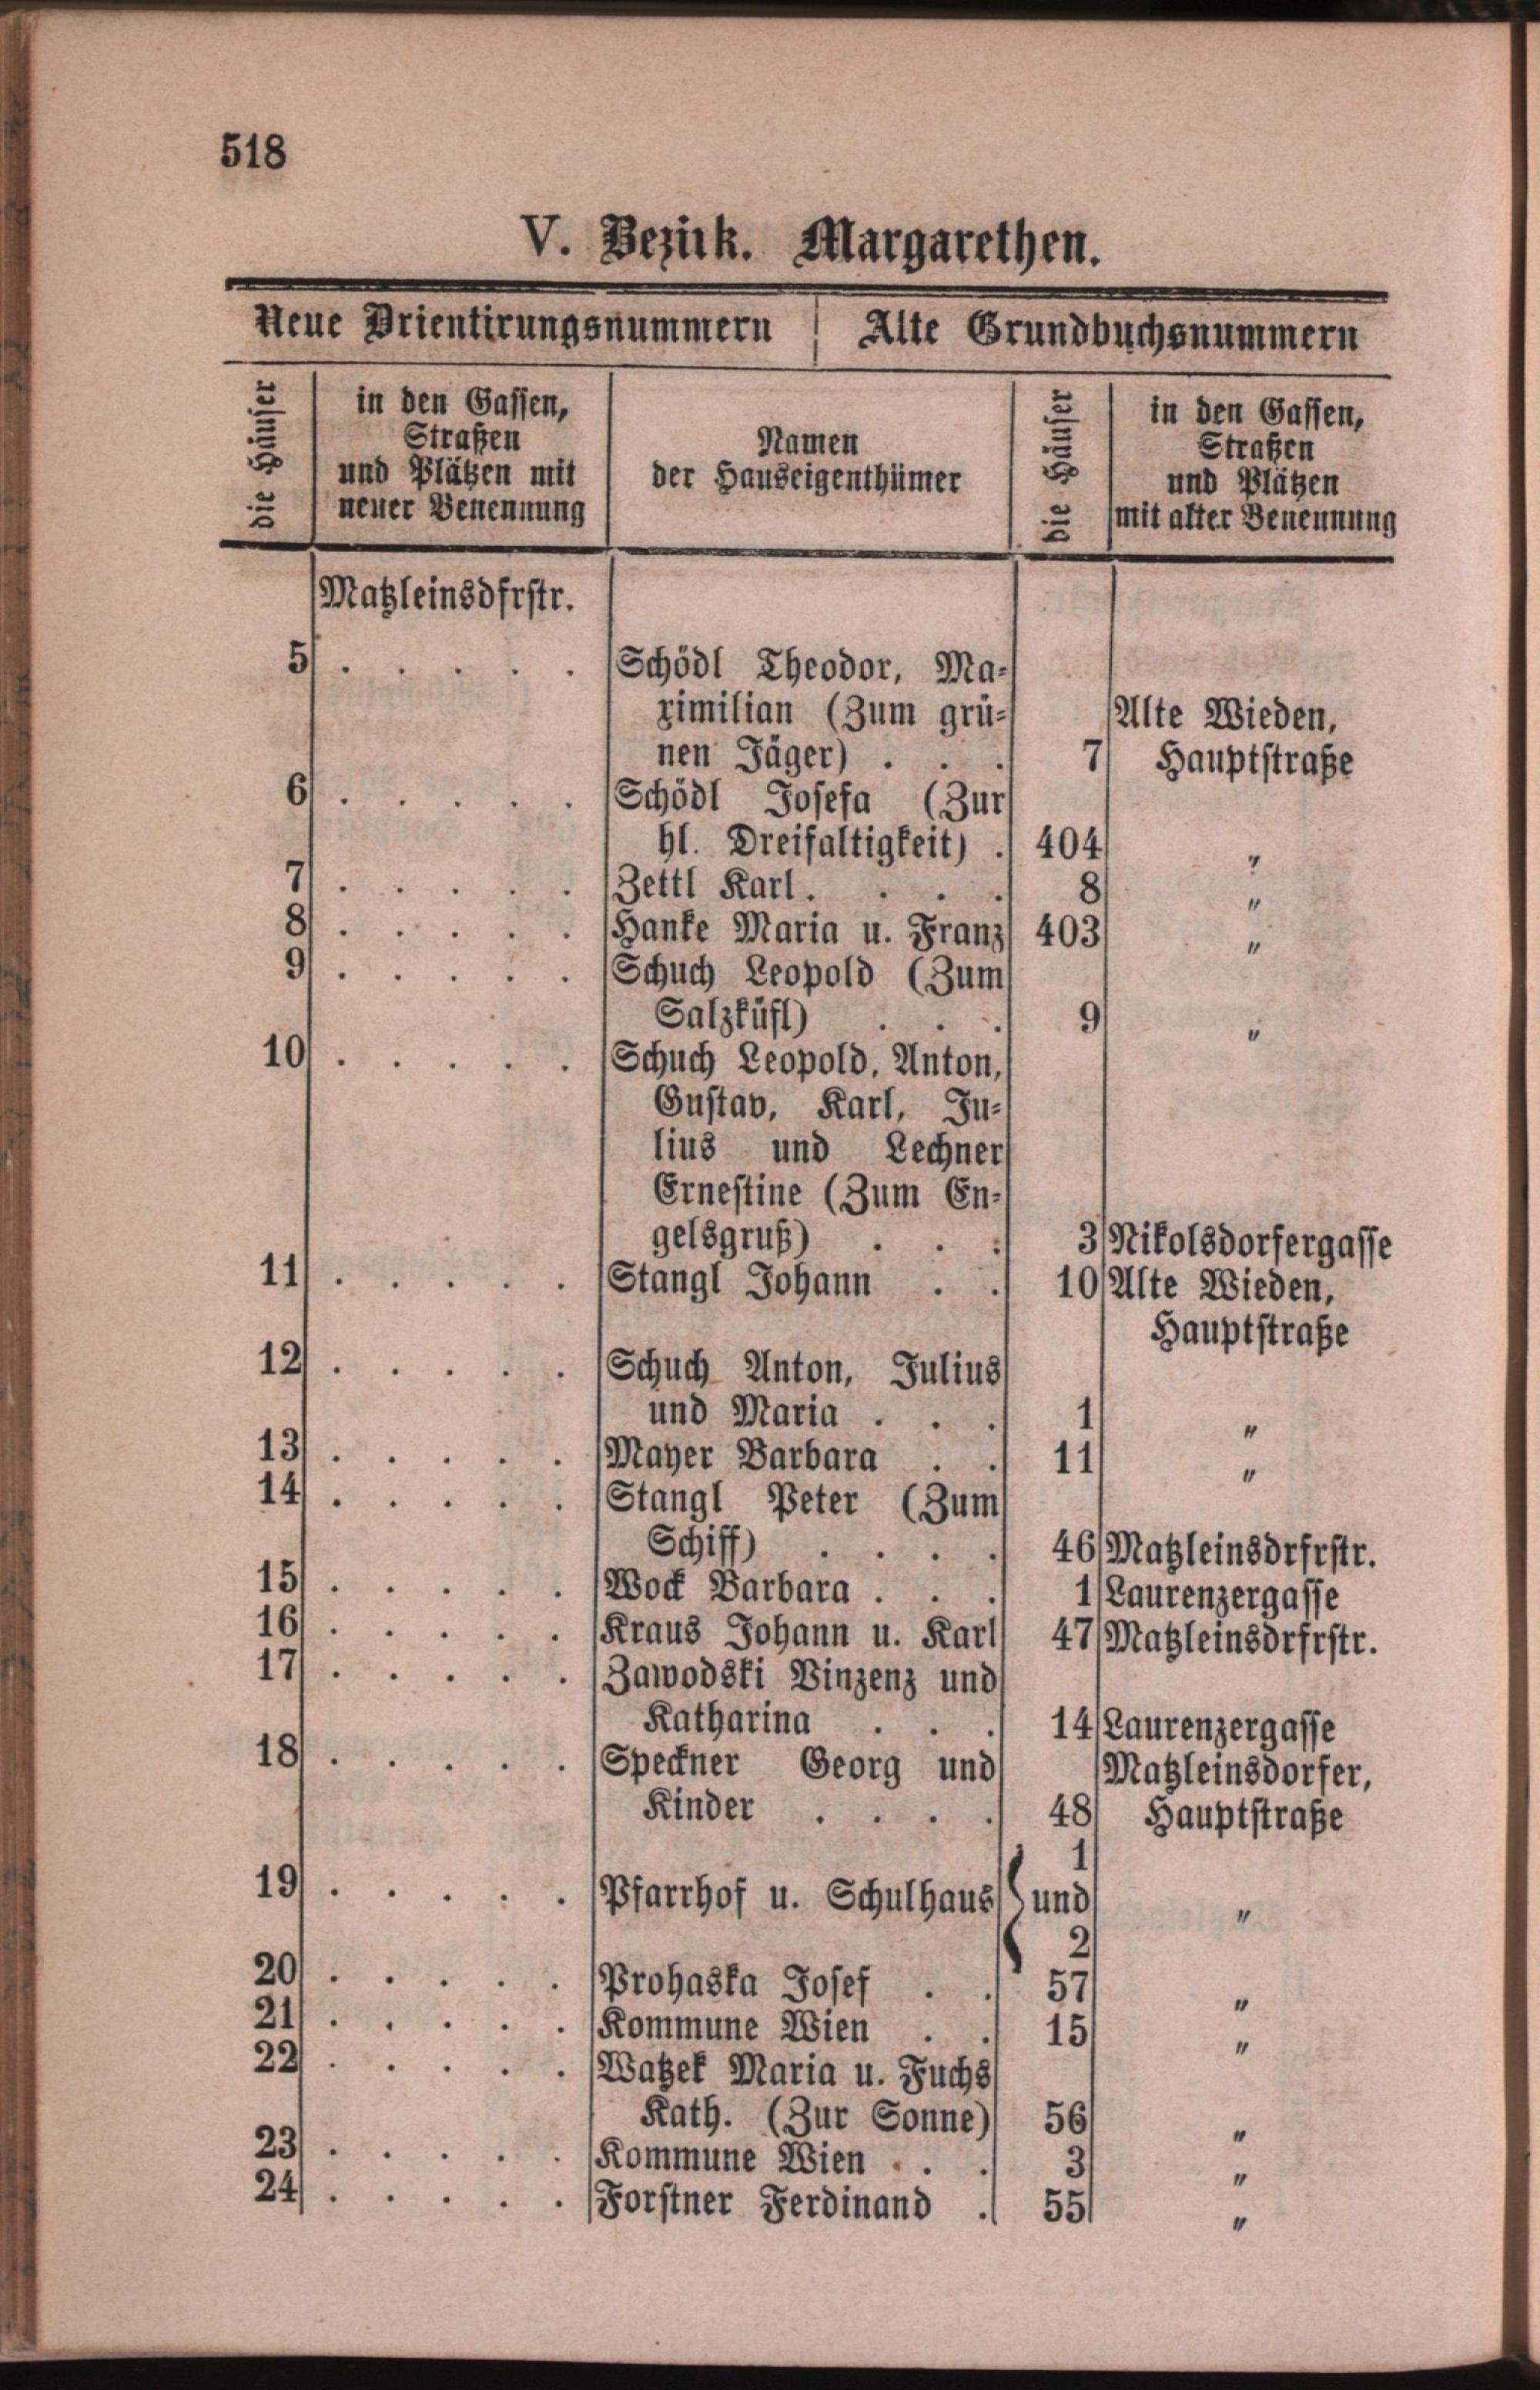 518
V. Bezirk. Margarethen.
Neue Orientirungsnummern Alte Grundbuchsnummern
die Häuser
in den Gassen,
Straßen
und Plätzen mit
neuer Benennung
Namen
der Hauseigenthümer
die Häuser
in den Gassen,
Straßen
und Plätzen
mit alter Benennung
Matzleinsdfrstr.
5 . . . . . Schödl Theodor, Ma-
ximilian (Zum grü- Alte Wieden,
nen Jäger) . . . 7 Hauptstraße
6 . . . . . Schödl Josefa (Zur
hl. Dreifaltigkeit) . 404 „
7 . . . . . Zettl Karl . . . . 8 „
8 . . . . . Hanke Maria u. Franz 403 „
9 . . . . . Schuch Leopold (Zum
Salzküfl) . . . 9 „
10 . . . . . Schuch Leopold, Anton,
Gustav, Karl, Ju-
lius und Lechner
Ernestine (Zum En-
gelsgruß) . . . 3 Nikolsdorfergasse
11 . . . . . Stangl Johann . . 10 Alte Wieden,
Hauptstraße
12 . . . . . Schuch Anton, Julius
und Maria . . . 1 „
13 . . . . . Mayer Barbara . . 11 „
14 . . . . . Stangl Peter (Zum
Schiff) . . . . 46 Matzleinsdrfrstr.
15 . . . . . Wock Barbara . . . 1 Laurenzergasse
16 . . . . . Kraus Johann u. Karl 47 Matzleinsdrfrstr.
17 . . . . . Zawodski Vinzenz und
Katharina . . . 14 Laurenzergasse
18 . . . . . Speckner Georg und Matzleinsdorfer,
Kinder . . . . 48 Hauptstraße
1
19 . . . . . Pfarrhof u. Schulhaus und „
2
20 . . . . . Prohaska Josef . . 57 „
21 . . . . . Kommune Wien . . 15 „
22 . . . . . Watzek Maria u. Fuchs
Kath. (Zur Sonne) 56 „
23 . . . . . Kommune Wien . . . 3 „
24 . . . . . Forstner Ferdinand . 55 „